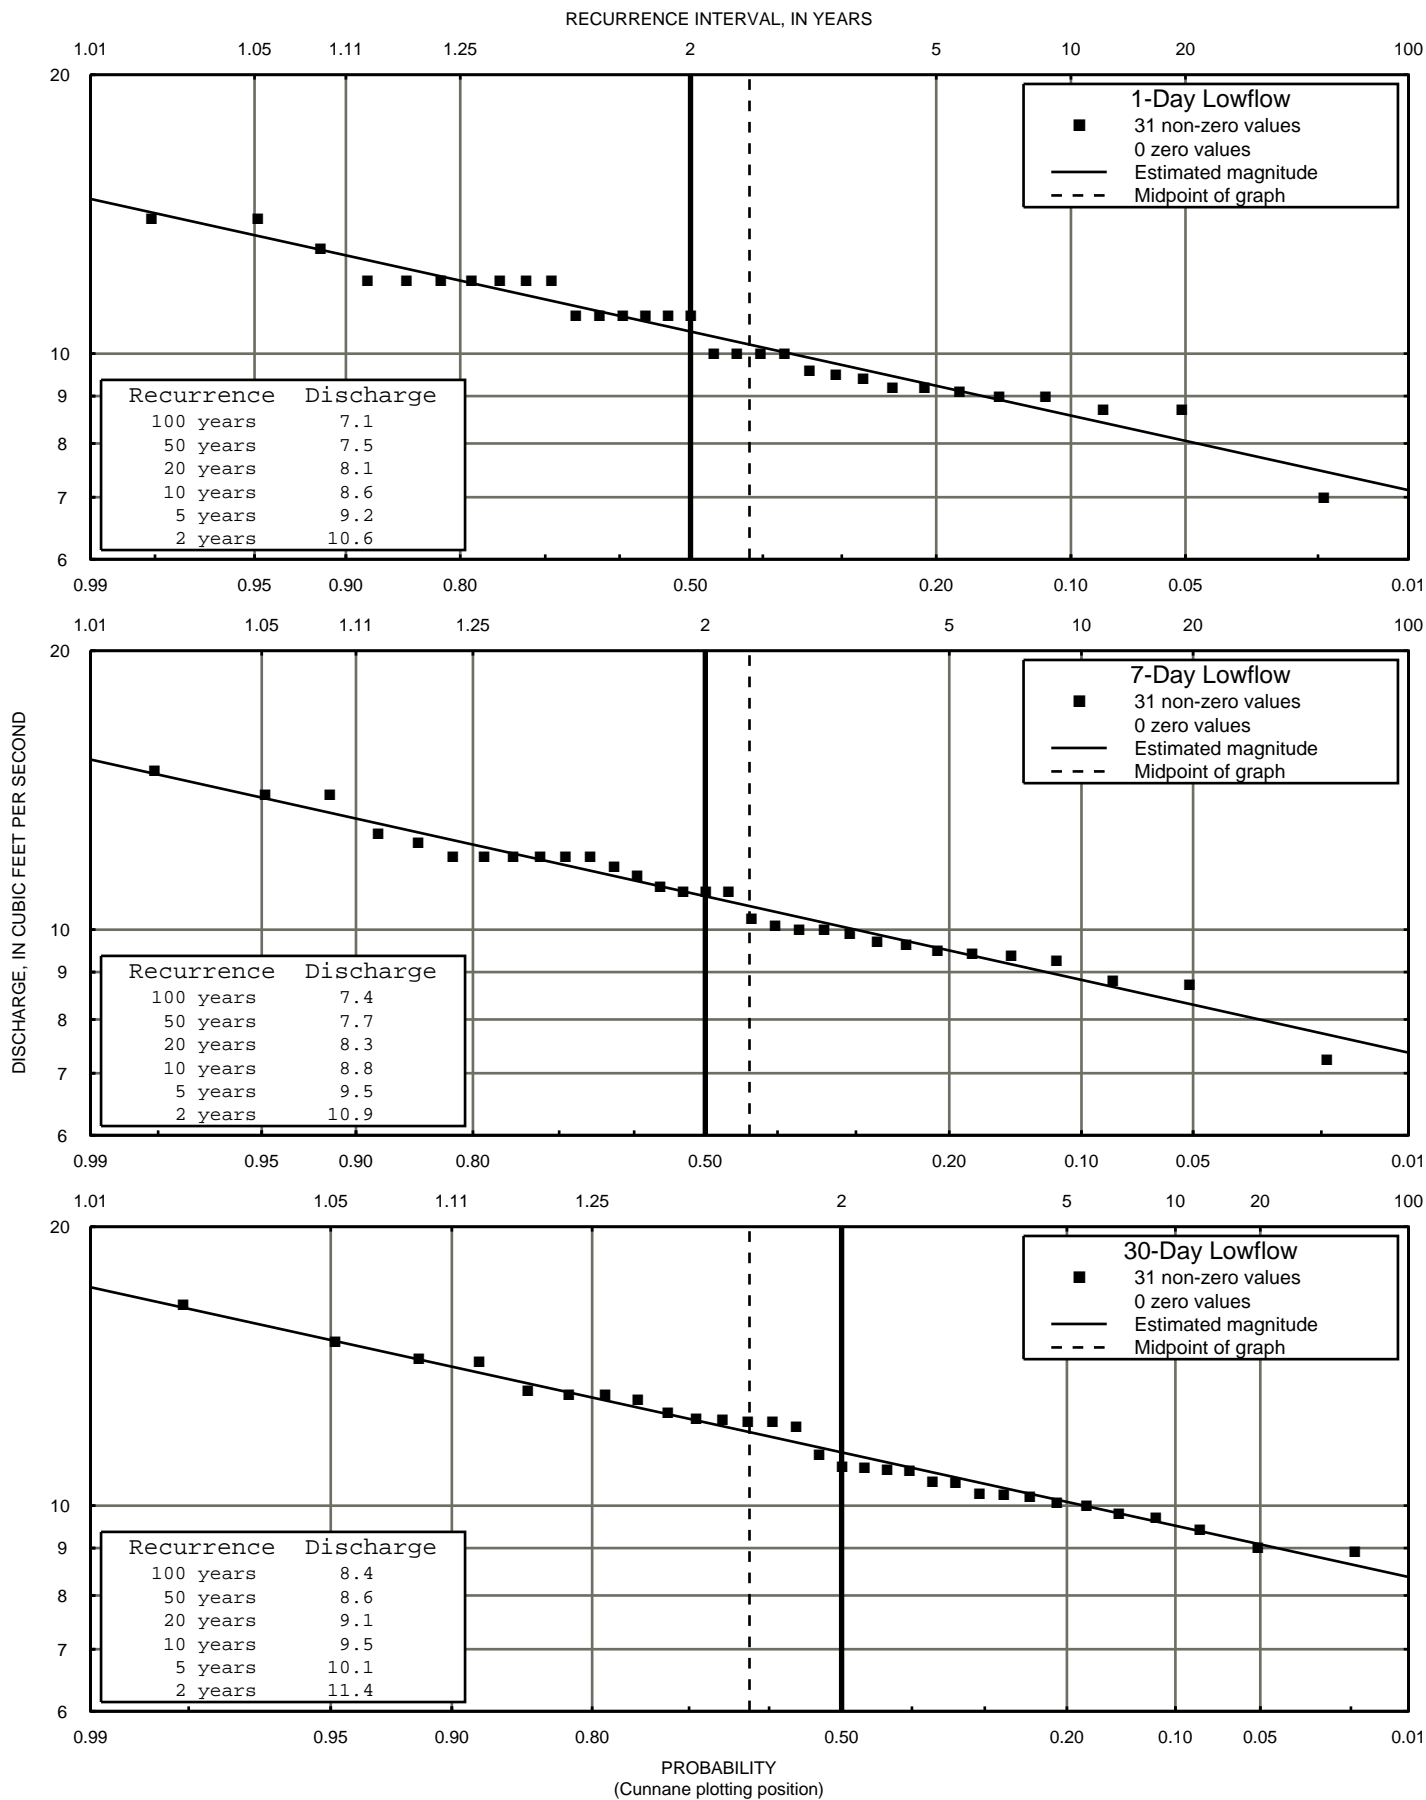 RECURRENCE INTERVAL, IN YEARS
1.01 1.05 1.11 1.25 2 5 10 20 100
20
10
9
8
7
6
1-Day Lowflow
31 non-zero values
0 zero values
Estimated magnitude
Midpoint of graph
Recurrence Discharge
100 years 7.1
50 years 7.5
20 years 8.1
10 years 8.6
5 years 9.2
2 years 10.6
0.99 0.95 0.90 0.80 0.50 0.20 0.10 0.05 0.01
1.01 1.05 1.11 1.25 2 5 10 20 100
DISCHARGE, IN CUBIC FEET PER SECOND
20
10
9
8
7
6
7-Day Lowflow
31 non-zero values
0 zero values
Estimated magnitude
Midpoint of graph
Recurrence Discharge
100 years 7.4
50 years 7.7
20 years 8.3
10 years 8.8
5 years 9.5
2 years 10.9
0.99 0.95 0.90 0.80 0.50 0.20 0.10 0.05 0.01
1.01 1.05 1.11 1.25 2 5 10 20 100
20
10
9
8
7
6
30-Day Lowflow
31 non-zero values
0 zero values
Estimated magnitude
Midpoint of graph
Recurrence Discharge
100 years 8.4
50 years 8.6
20 years 9.1
10 years 9.5
5 years 10.1
2 years 11.4
0.99 0.95 0.90 0.80 0.50 0.20 0.10 0.05 0.01
PROBABILITY
(Cunnane plotting position)